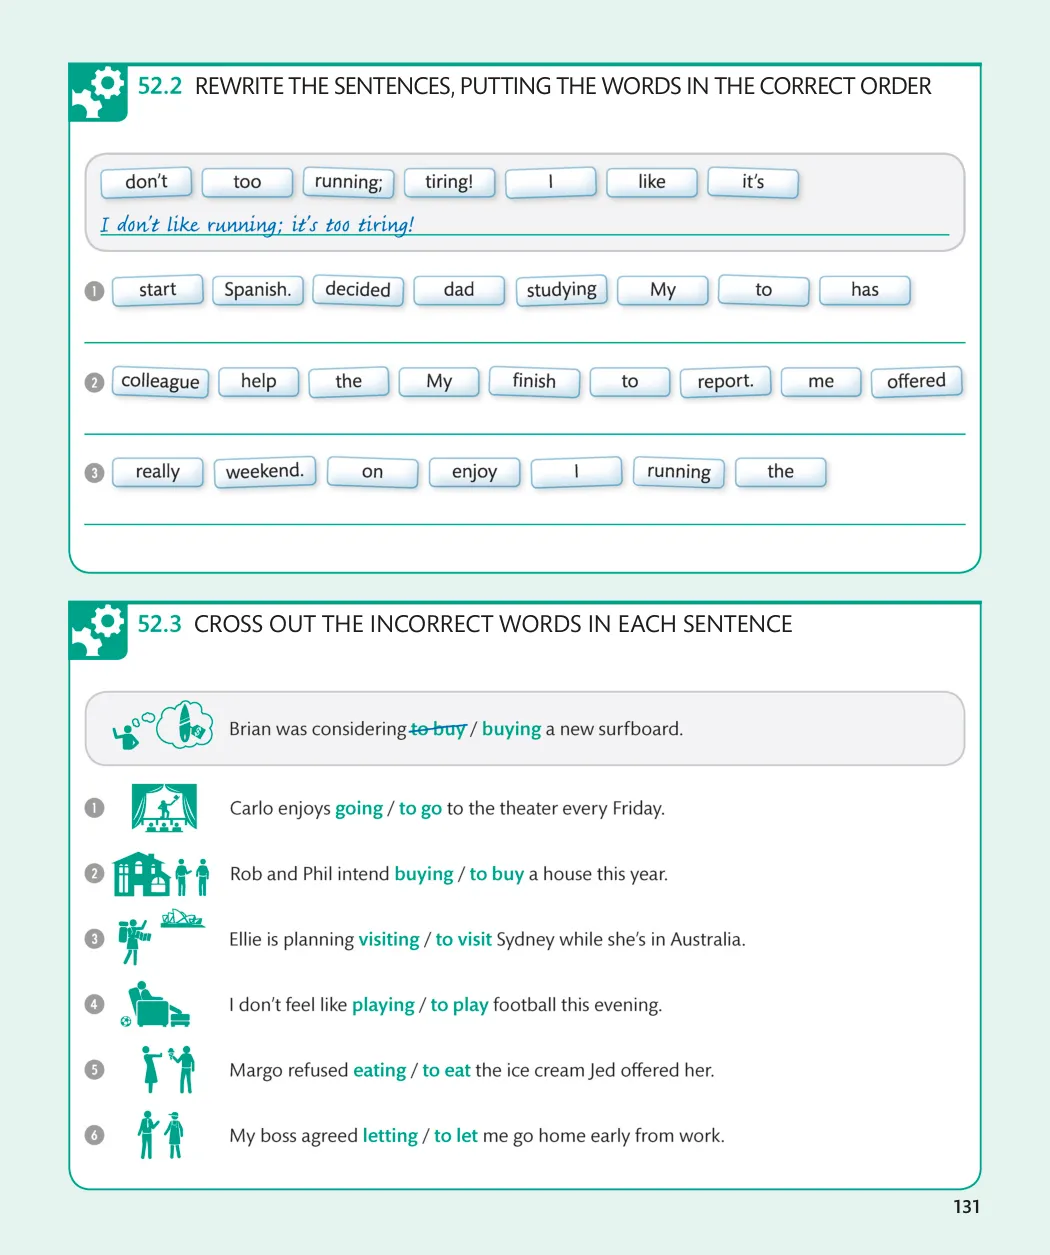 52.2 REWRITE THE SENTENCES, PUTTING THE WORDS IN THE CORRECT ORDER
don't too running; tiring! I like it's
I don't like running; it's too tiring!
1 start Spanish. decided dad studying My to has
2 colleague help the My finish to report. me offered
3 really weekend. on enjoy I running the
52.3 CROSS OUT THE INCORRECT WORDS IN EACH SENTENCE
Brian was considering to buy / buying a new surfboard.
1 Carlo enjoys going / to go to the theater every Friday.
2 Rob and Phil intend buying / to buy a house this year.
3 Ellie is planning visiting / to visit Sydney while she's in Australia.
4 I don't feel like playing / to play football this evening.
5 Margo refused eating / to eat the ice cream Jed offered her.
6 My boss agreed letting / to let me go home early from work.
131